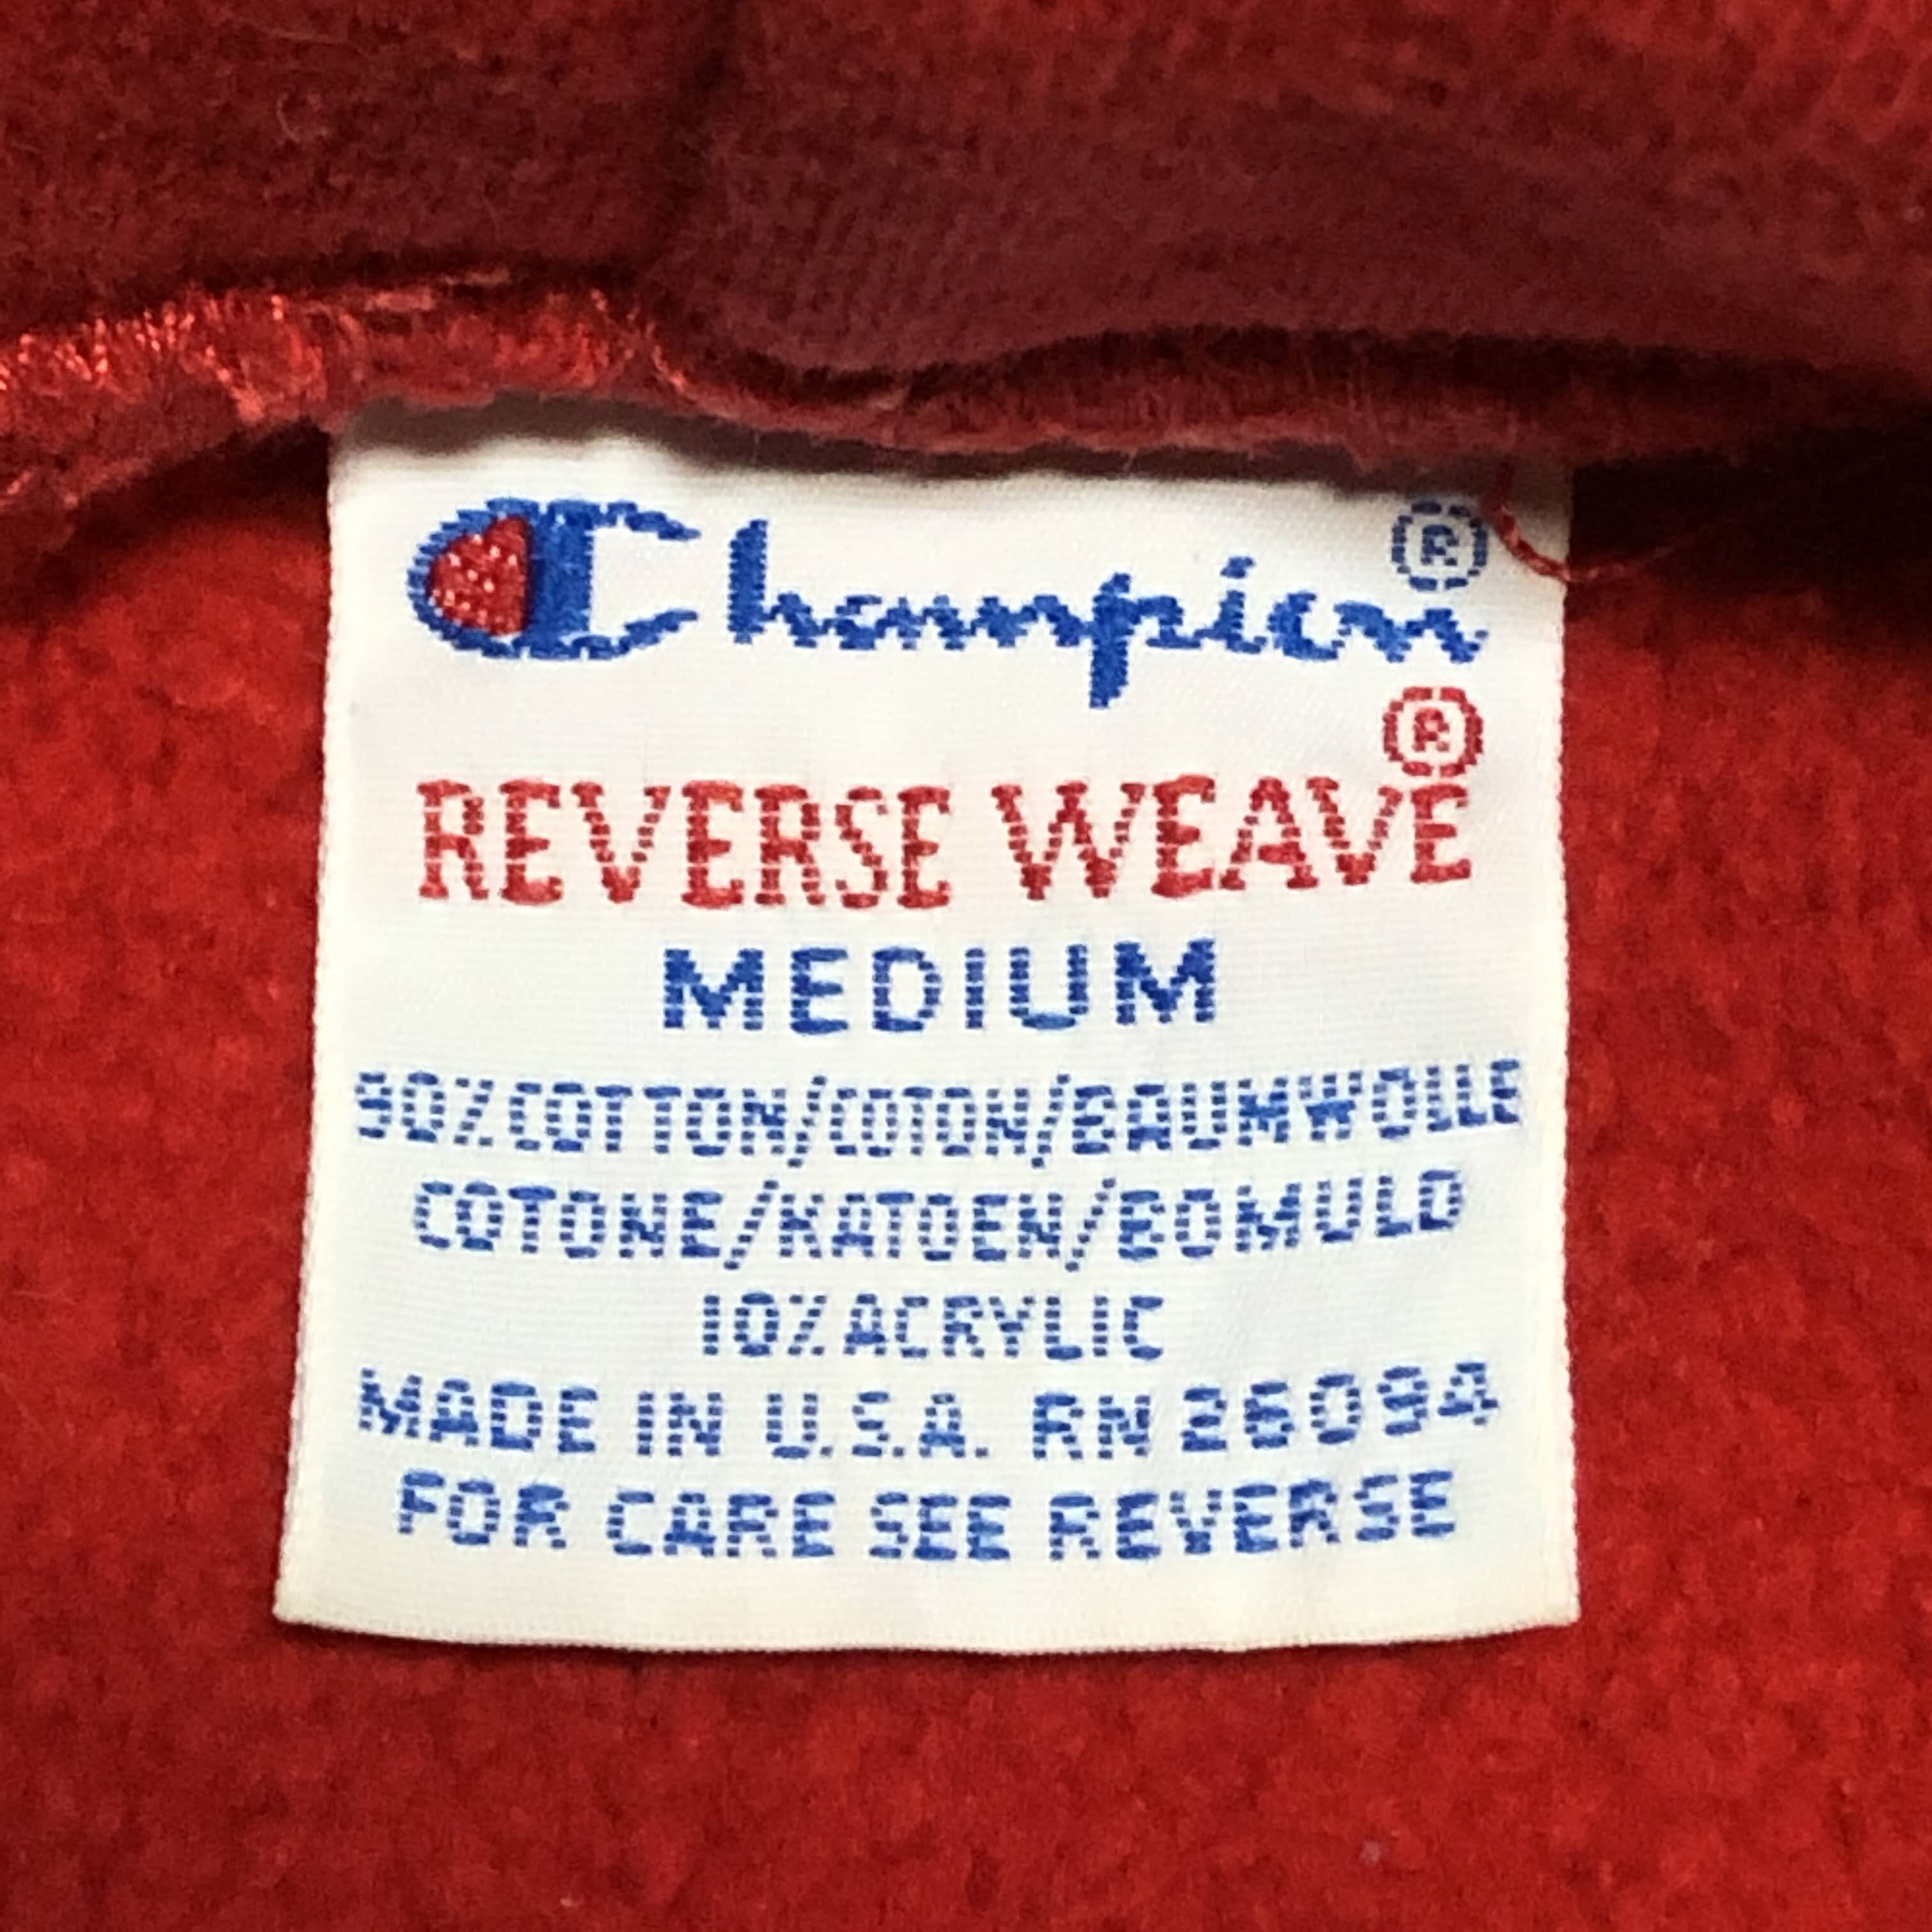 Champion®
REVERSE WEAVE®
MEDIUM
90% COTTON/COTON/BAUMWOLLE
COTONE/KATOEN/BOMULD
10% ACRYLIC
MADE IN U.S.A. RN 26094
FOR CARE SEE REVERSE